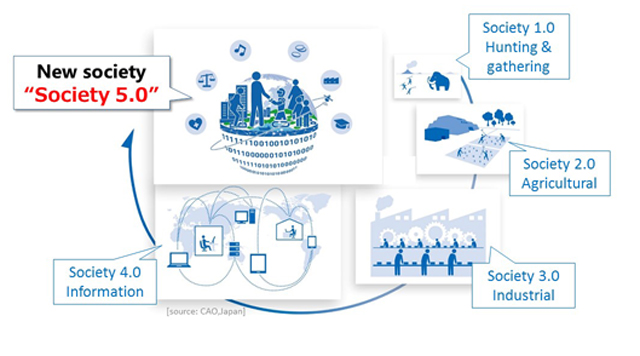 New society
“Society 5.0”
Society 1.0
Hunting &
gathering
Society 2.0
Agricultural
Society 3.0
Industrial
Society 4.0
Information
[source: CAO,Japan]